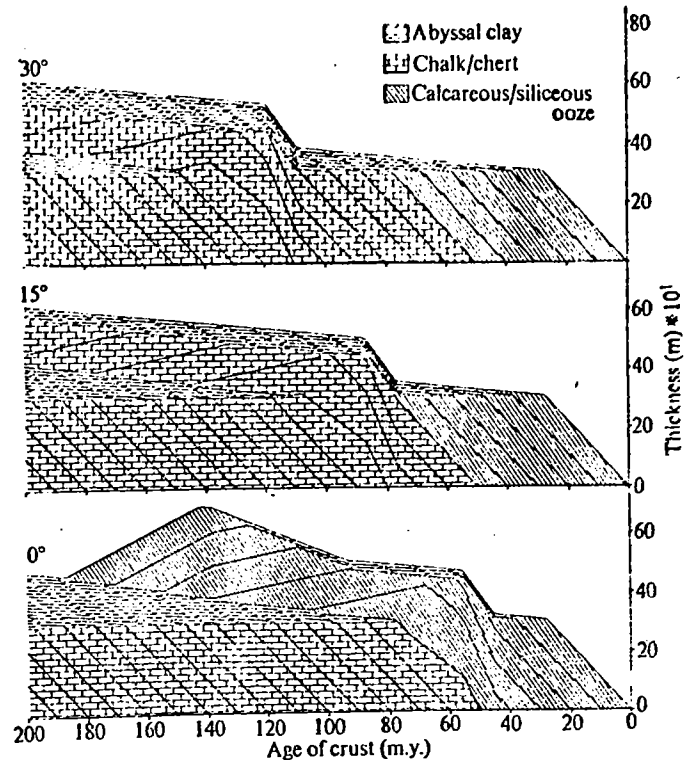 Abyssal clay
Chalk/chert
Calcareous/siliceous
ooze
30°
80
60
40
20
15°
60
40
20
0
Thickness (m) * 10¹
0°
60
40
20
0
200 180 160 140 120 100 80 60 40 20 0
Age of crust (m.y.)